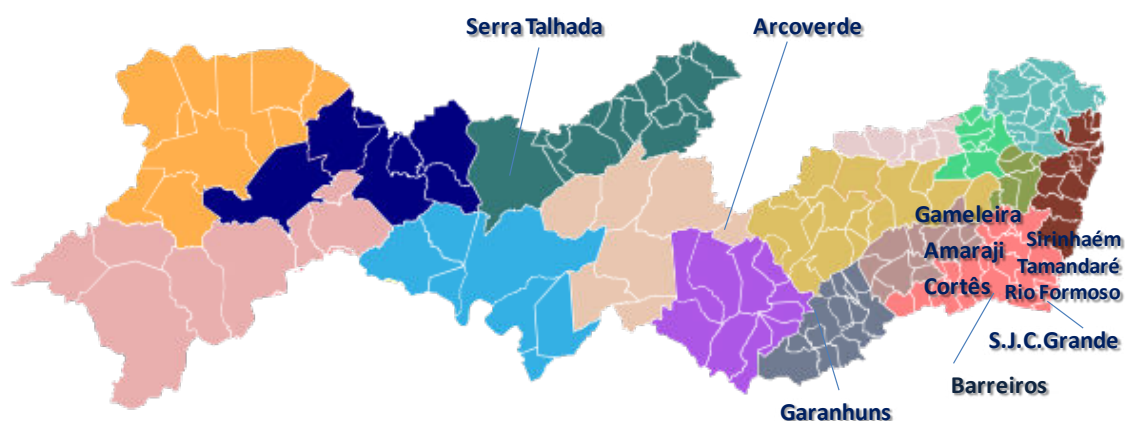 Serra Talhada
Arcoverde
Gameleira
Sirinhaém
Amaraji
Tamandaré
Cortês
Rio Formoso
S.J.C.Grande
Barreiros
Garanhuns